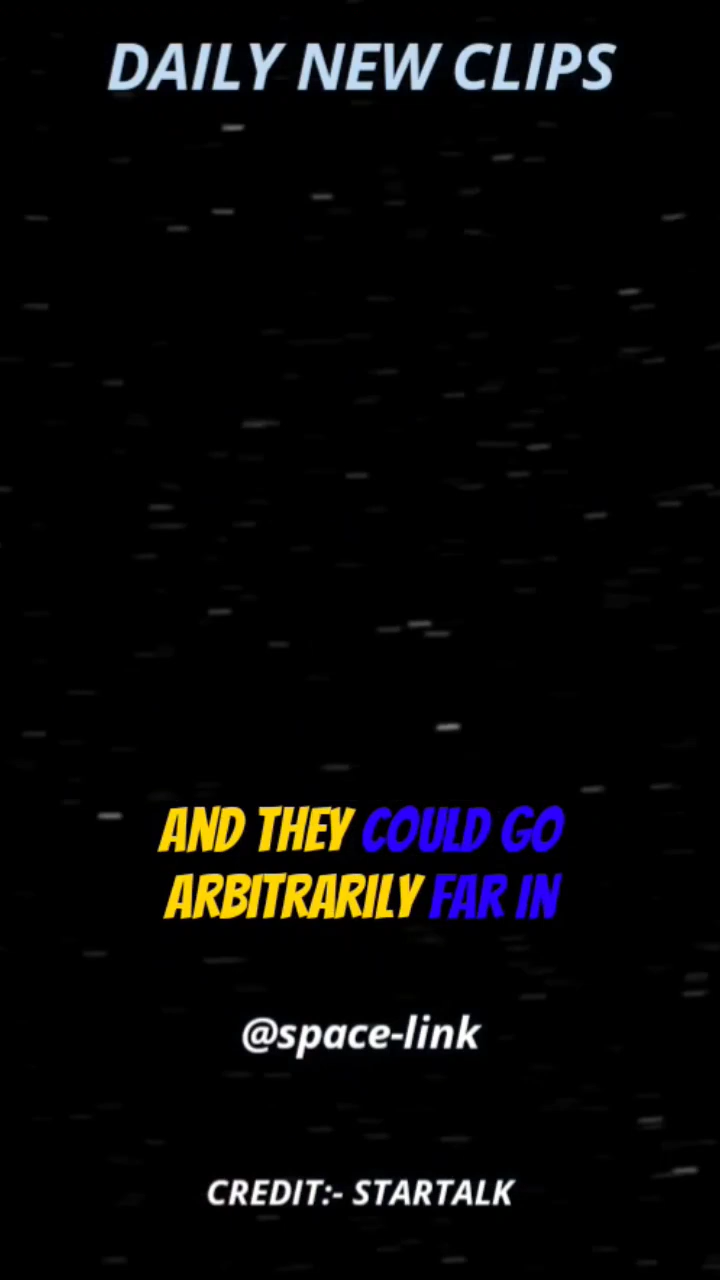 DAILY NEW CLIPS
AND THEY COULD GO
ARBITRARILY FAR IN
@space-link
CREDIT:- STARTALK